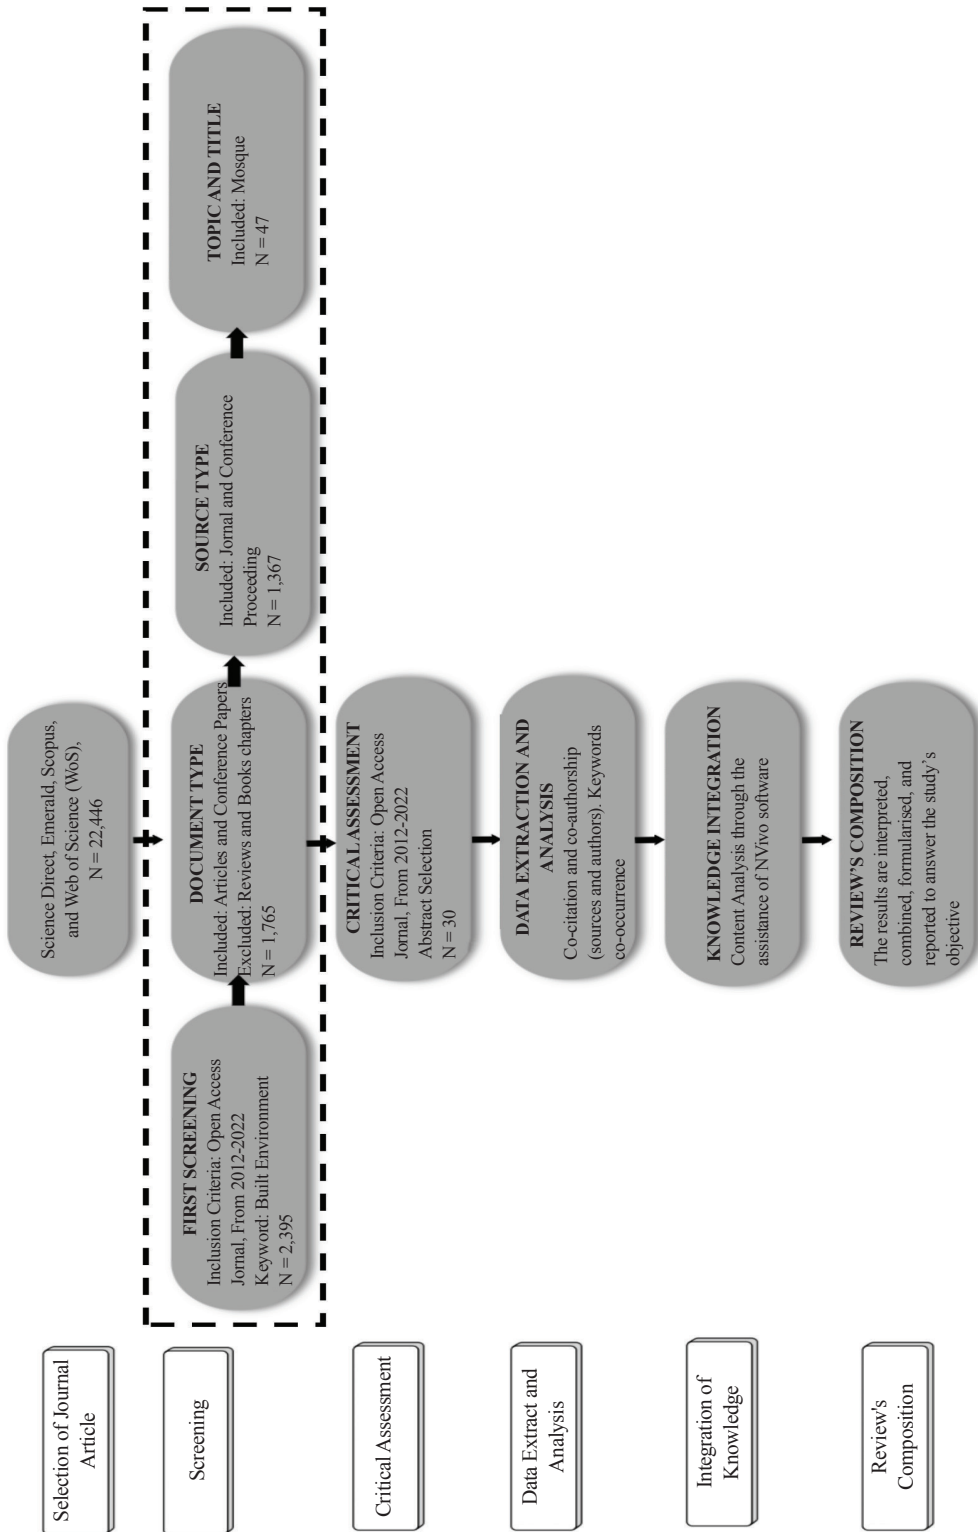 Selection of Journal
Article
Science Direct, Emerald, Scopus,
and Web of Science (WoS),
N = 22,446
Screening
FIRST SCREENING
Inclusion Criteria: Open Access
Jornal, From 2012-2022
Keyword: Built Environment
N = 2,395
DOCUMENT TYPE
Included: Articles and Conference Papers
Excluded: Reviews and Books chapters
N = 1,765
SOURCE TYPE
Included: Jornal and Conference
Proceeding
N = 1,367
TOPIC AND TITLE
Included: Mosque
N = 47
Critical Assessment
CRITICAL ASSESSMENT
Inclusion Criteria: Open Access
Jornal, From 2012-2022
Abstract Selection
N = 30
Data Extract and
Analysis
DATA EXTRACTION AND
ANALYSIS
Co-citation and co-authorship
(sources and authors). Keywords
co-occurrence
Integration of
Knowledge
KNOWLEDGE INTEGRATION
Content Analysis through the
assistance of NVivo software
Review's
Composition
REVIEW'S COMPOSITION
The results are interpreted,
combined, formularised, and
reported to answer the study's
objective